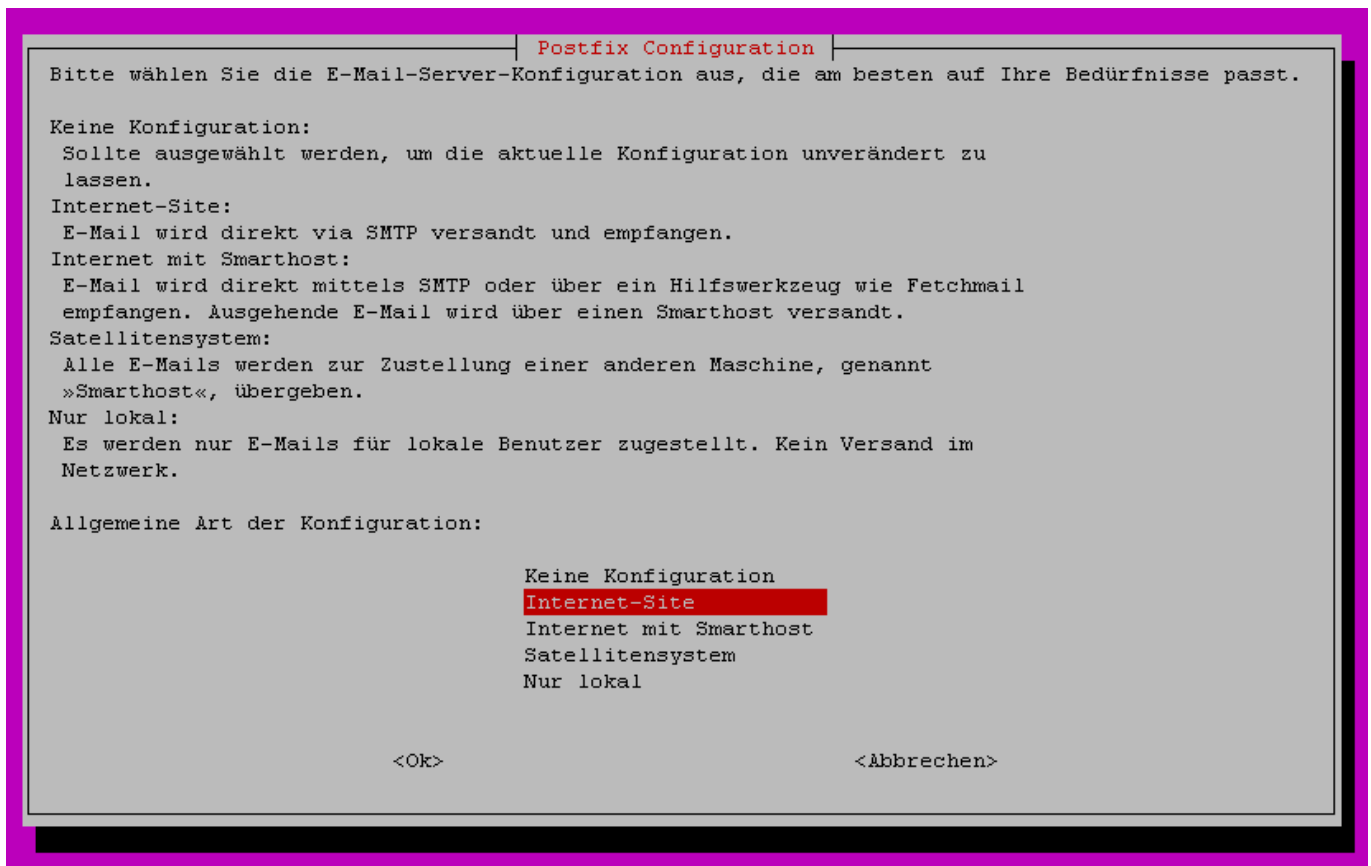 Postfix Configuration
Bitte wählen Sie die E-Mail-Server-Konfiguration aus, die am besten auf Ihre Bedürfnisse passt.
Keine Konfiguration:
Sollte ausgewählt werden, um die aktuelle Konfiguration unverändert zu
lassen.
Internet-Site:
E-Mail wird direkt via SMTP versandt und empfangen.
Internet mit Smarthost:
E-Mail wird direkt mittels SMTP oder über ein Hilfswerkzeug wie Fetchmail
empfangen. Ausgehende E-Mail wird über einen Smarthost versandt.
Satellitensystem:
Alle E-Mails werden zur Zustellung einer anderen Maschine, genannt
»Smarthost«, übergeben.
Nur lokal:
Es werden nur E-Mails für lokale Benutzer zugestellt. Kein Versand im
Netzwerk.
Allgemeine Art der Konfiguration:
Keine Konfiguration
Internet-Site
Internet mit Smarthost
Satellitensystem
Nur lokal
<Ok> <Abbrechen>